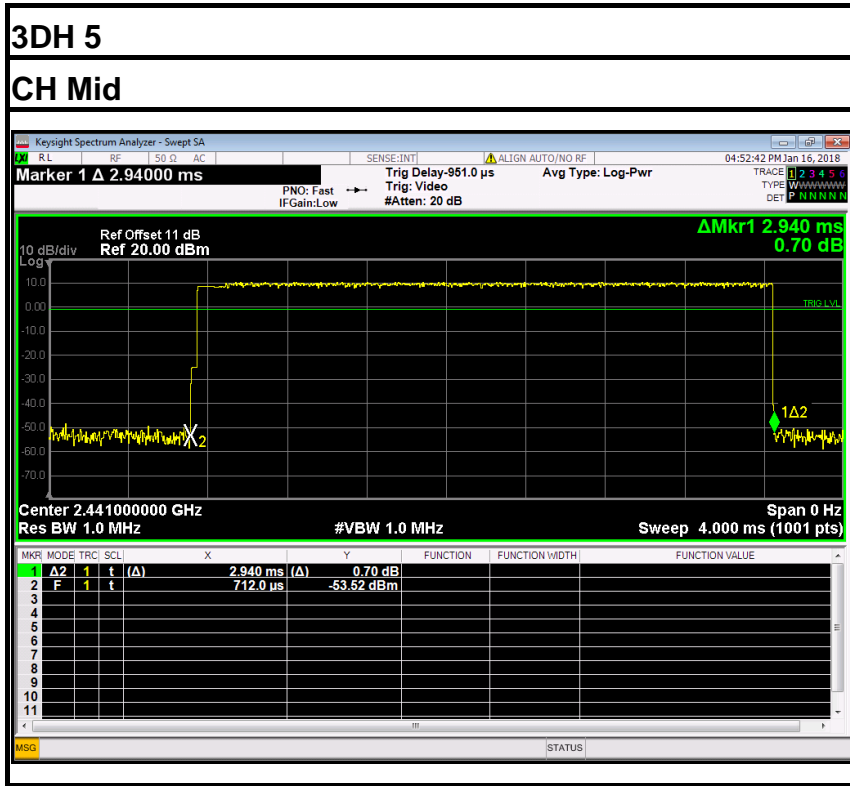 3DH 5
CH Mid
Keysight Spectrum Analyzer - Swept SA
LXI RL RF 50 Ω AC SENSE:INT ALIGN AUTO/NO RF 04:52:42 PM Jan 16, 2018
Marker 1 Δ 2.94000 ms
PNO: Fast
IFGain:Low
Trig Delay-951.0 µs
Trig: Video
#Atten: 20 dB
Avg Type: Log-Pwr
TRACE 1 2 3 4 5 6
TYPE WWWWWW
DET P N N N N N
ΔMkr1 2.940 ms
0.70 dB
Ref Offset 11 dB
10 dB/div Ref 20.00 dBm
Log
10.0
0.00
TRIG LVL
-10.0
-20.0
-30.0
-40.0
1Δ2
-50.0
2
-60.0
-70.0
Center 2.441000000 GHz Span 0 Hz
Res BW 1.0 MHz #VBW 1.0 MHz Sweep 4.000 ms (1001 pts)
MKR MODE TRC SCL X Y FUNCTION FUNCTION WIDTH FUNCTION VALUE
1 Δ2 1 t (Δ) 2.940 ms (Δ) 0.70 dB
2 F 1 t 712.0 µs -53.52 dBm
3
4
5
6
7
8
9
10
11
MSG STATUS